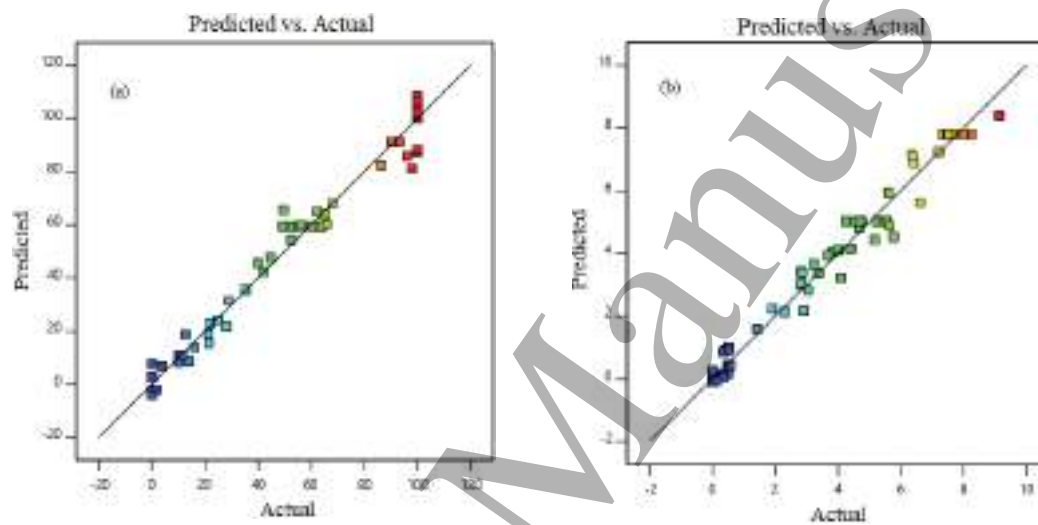 Predicted vs. Actual
(a)
120
100
80
60
40
20
0
-20
Predicted
-20 0 20 40 60 80 100 120
Actual
Predicted vs. Actual
(b)
10
8
6
4
2
0
-2
Predicted
-2 0 2 4 6 8 10
Actual
Manus